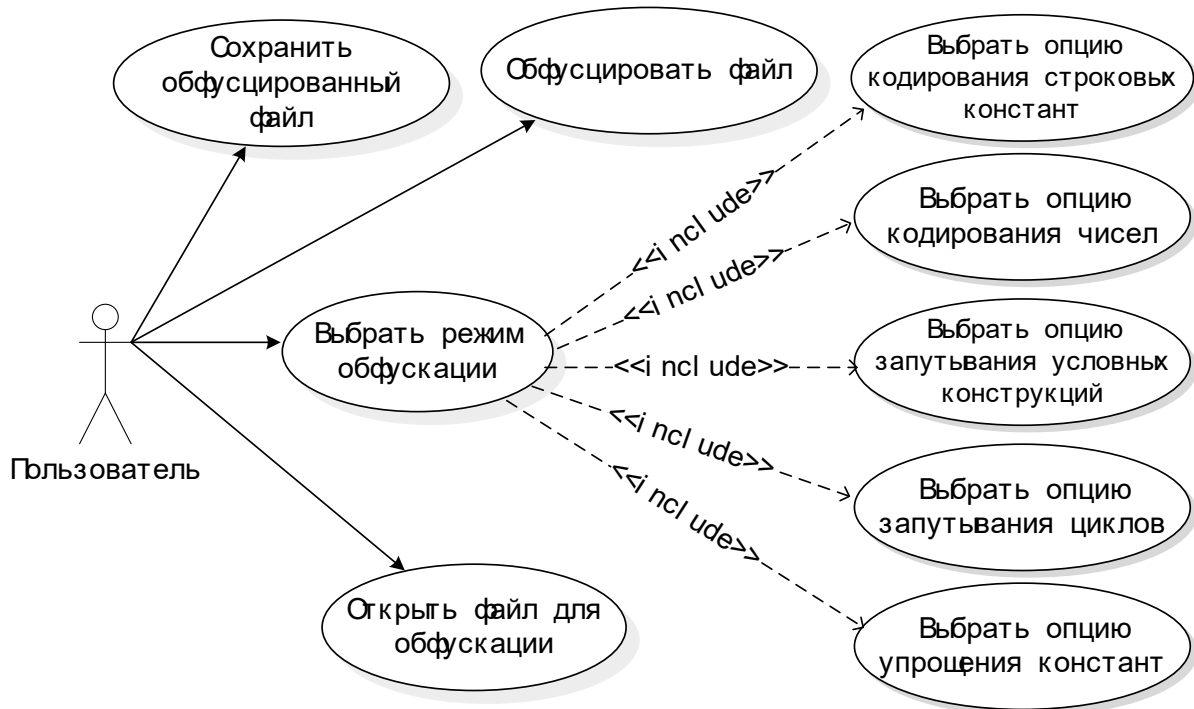 Сохранить
обфусцированный
файл
Обфусцировать файл
Выбрать опцию
кодирования строковых
констант
<<include>>
Выбрать опцию
кодирования чисел
<<include>>
Выбрать режим
обфускации
<<include>>
Выбрать опцию
запутывания условных
конструкций
Пользователь
<<include>>
Выбрать опцию
запутывания циклов
<<include>>
Открыть файл для
обфускации
Выбрать опцию
упрощения констант